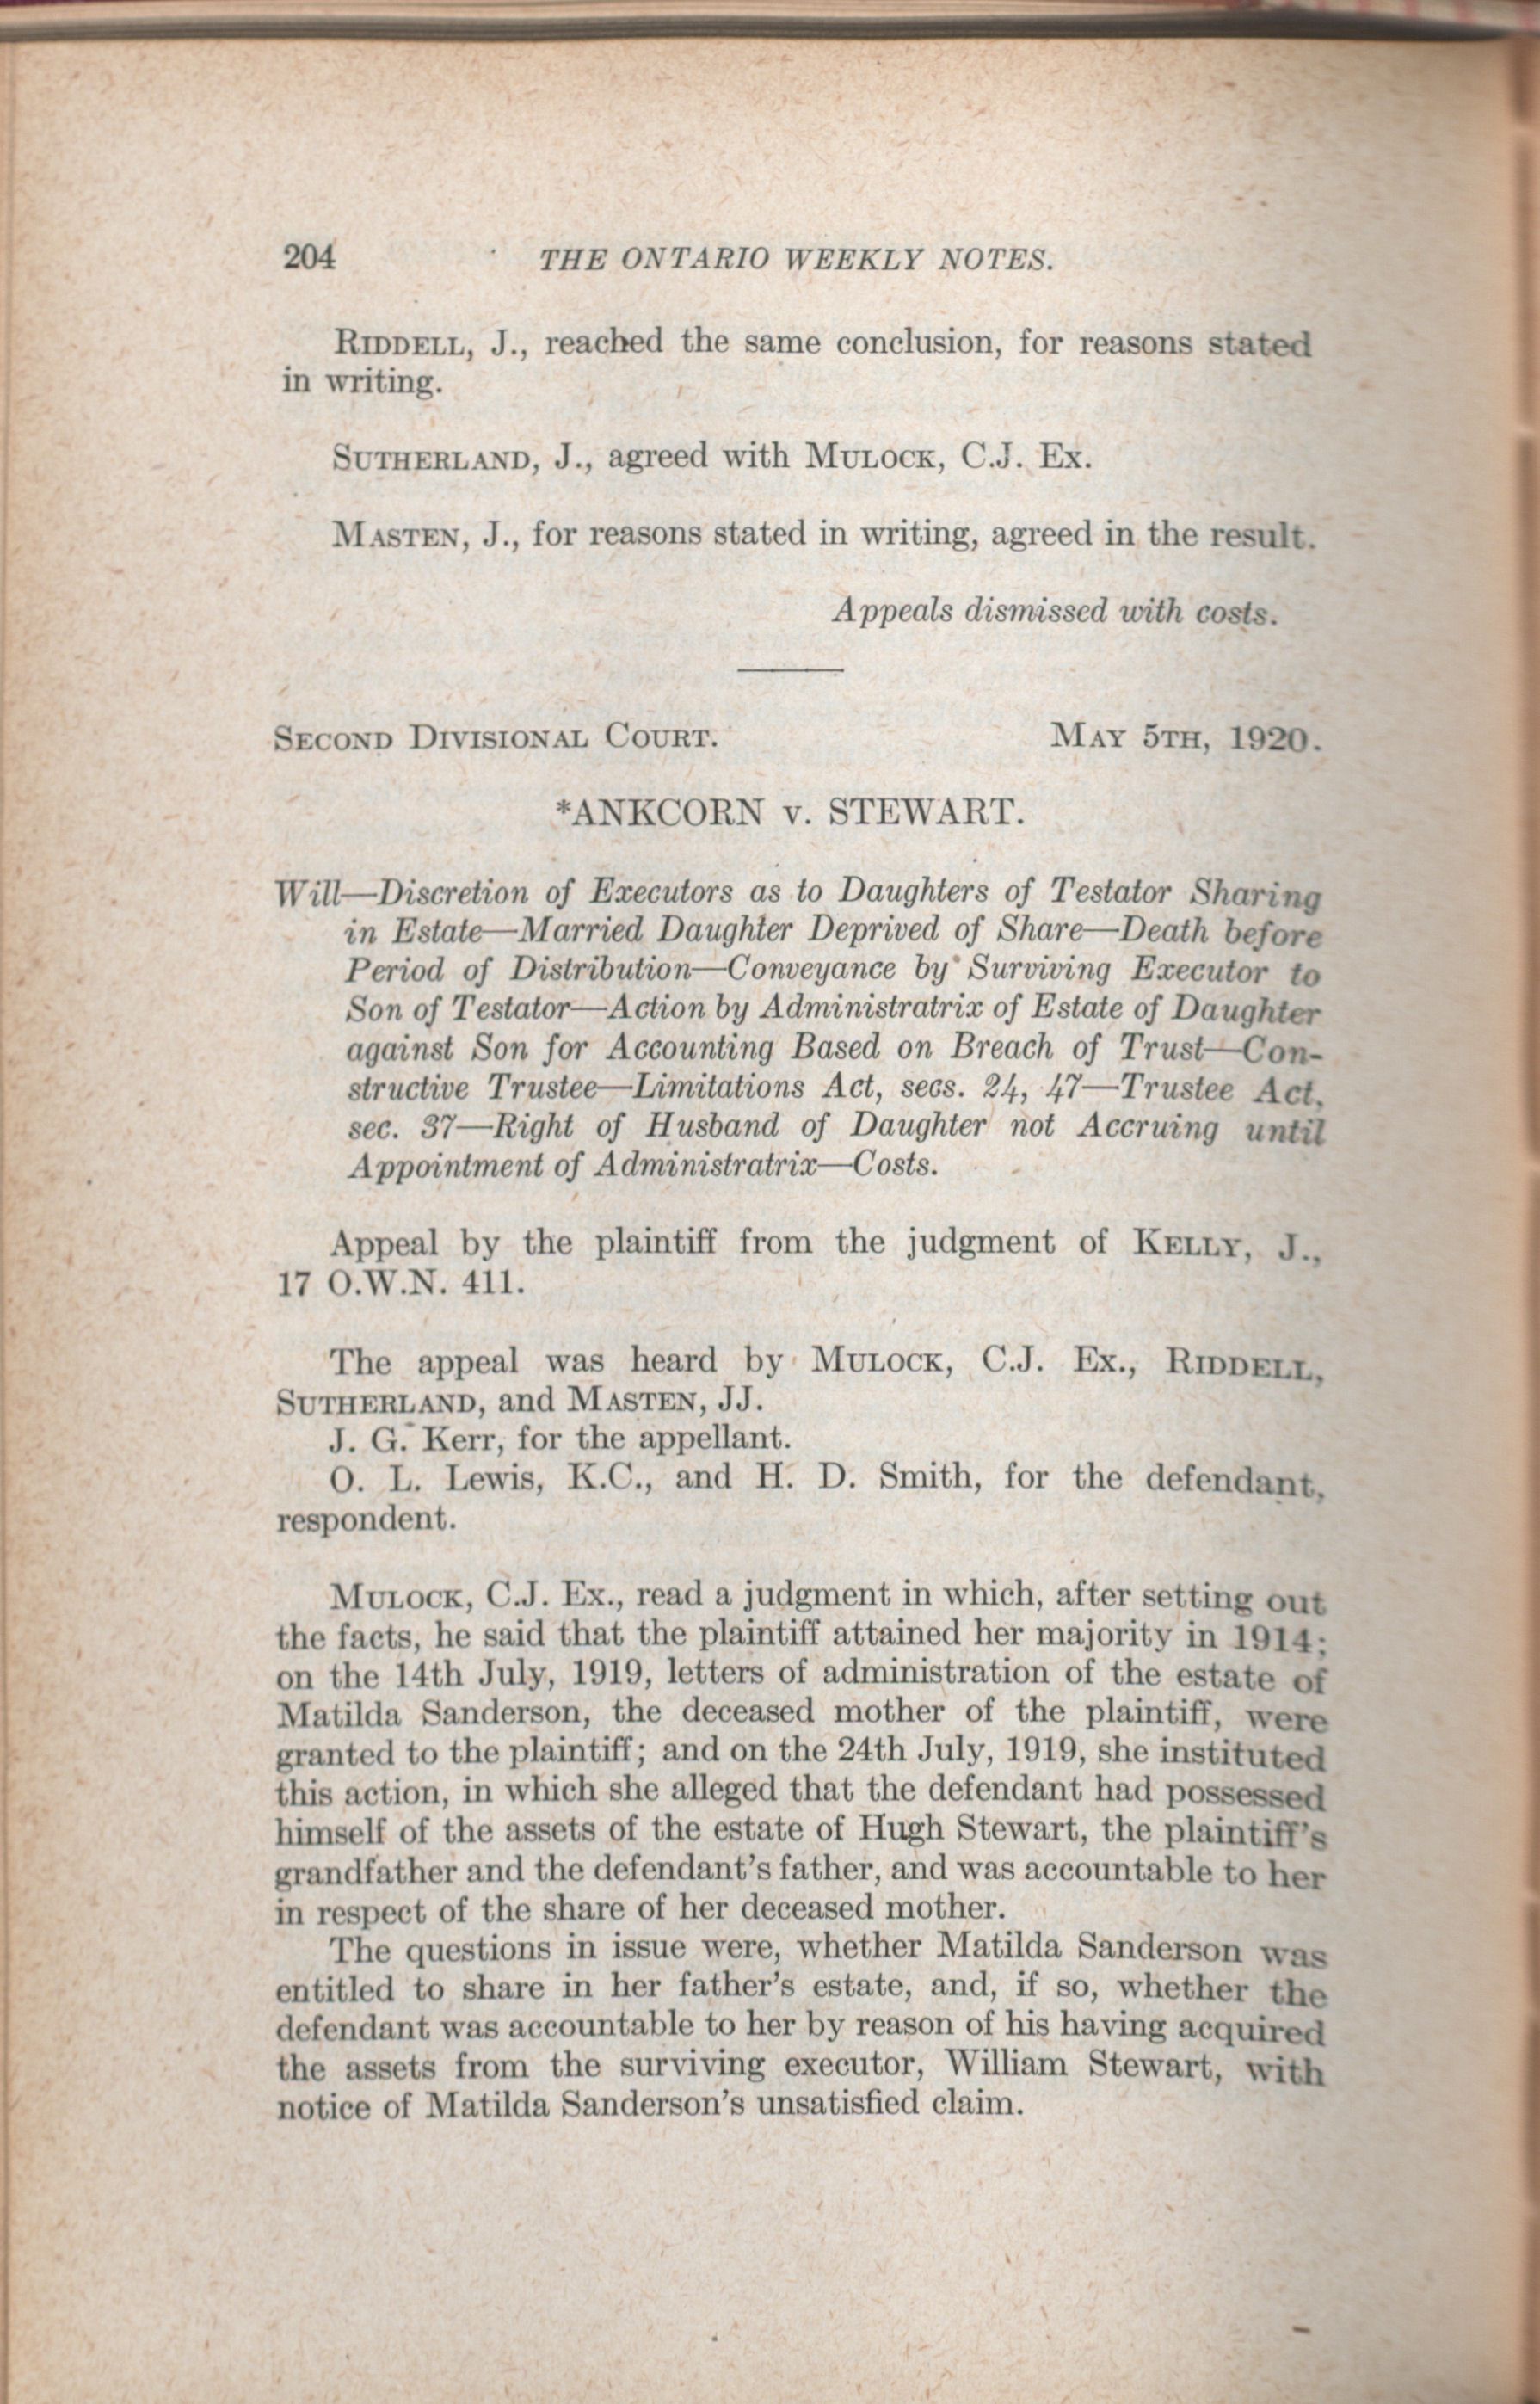 204 THE ONTARIO WEEKLY NOTES.
RIDDELL, J., reached the same conclusion, for reasons stated
in writing.
SUTHERLAND, J., agreed with MULOCK, C.J. Ex.
MASTEN, J., for reasons stated in writing, agreed in the result.
Appeals dismissed with costs.
SECOND DIVISIONAL COURT. MAY 5TH, 1920.
*ANKCORN v. STEWART.
Will—Discretion of Executors as to Daughters of Testator Sharing
in Estate—Married Daughter Deprived of Share—Death before
Period of Distribution—Conveyance by Surviving Executor to
Son of Testator—Action by Administratrix of Estate of Daughter
against Son for Accounting Based on Breach of Trust—Con-
structive Trustee—Limitations Act, secs. 24, 47—Trustee Act,
sec. 37—Right of Husband of Daughter not Accruing until
Appointment of Administratrix—Costs.
Appeal by the plaintiff from the judgment of KELLY, J.,
17 O.W.N. 411.
The appeal was heard by MULOCK, C.J. Ex., RIDDELL,
SUTHERLAND, and MASTEN, JJ.
J. G. Kerr, for the appellant.
O. L. Lewis, K.C., and H. D. Smith, for the defendant,
respondent.
MULOCK, C.J. Ex., read a judgment in which, after setting out
the facts, he said that the plaintiff attained her majority in 1914;
on the 14th July, 1919, letters of administration of the estate of
Matilda Sanderson, the deceased mother of the plaintiff, were
granted to the plaintiff; and on the 24th July, 1919, she instituted
this action, in which she alleged that the defendant had possessed
himself of the assets of the estate of Hugh Stewart, the plaintiff's
grandfather and the defendant's father, and was accountable to her
in respect of the share of her deceased mother.
The questions in issue were, whether Matilda Sanderson was
entitled to share in her father's estate, and, if so, whether the
defendant was accountable to her by reason of his having acquired
the assets from the surviving executor, William Stewart, with
notice of Matilda Sanderson's unsatisfied claim.